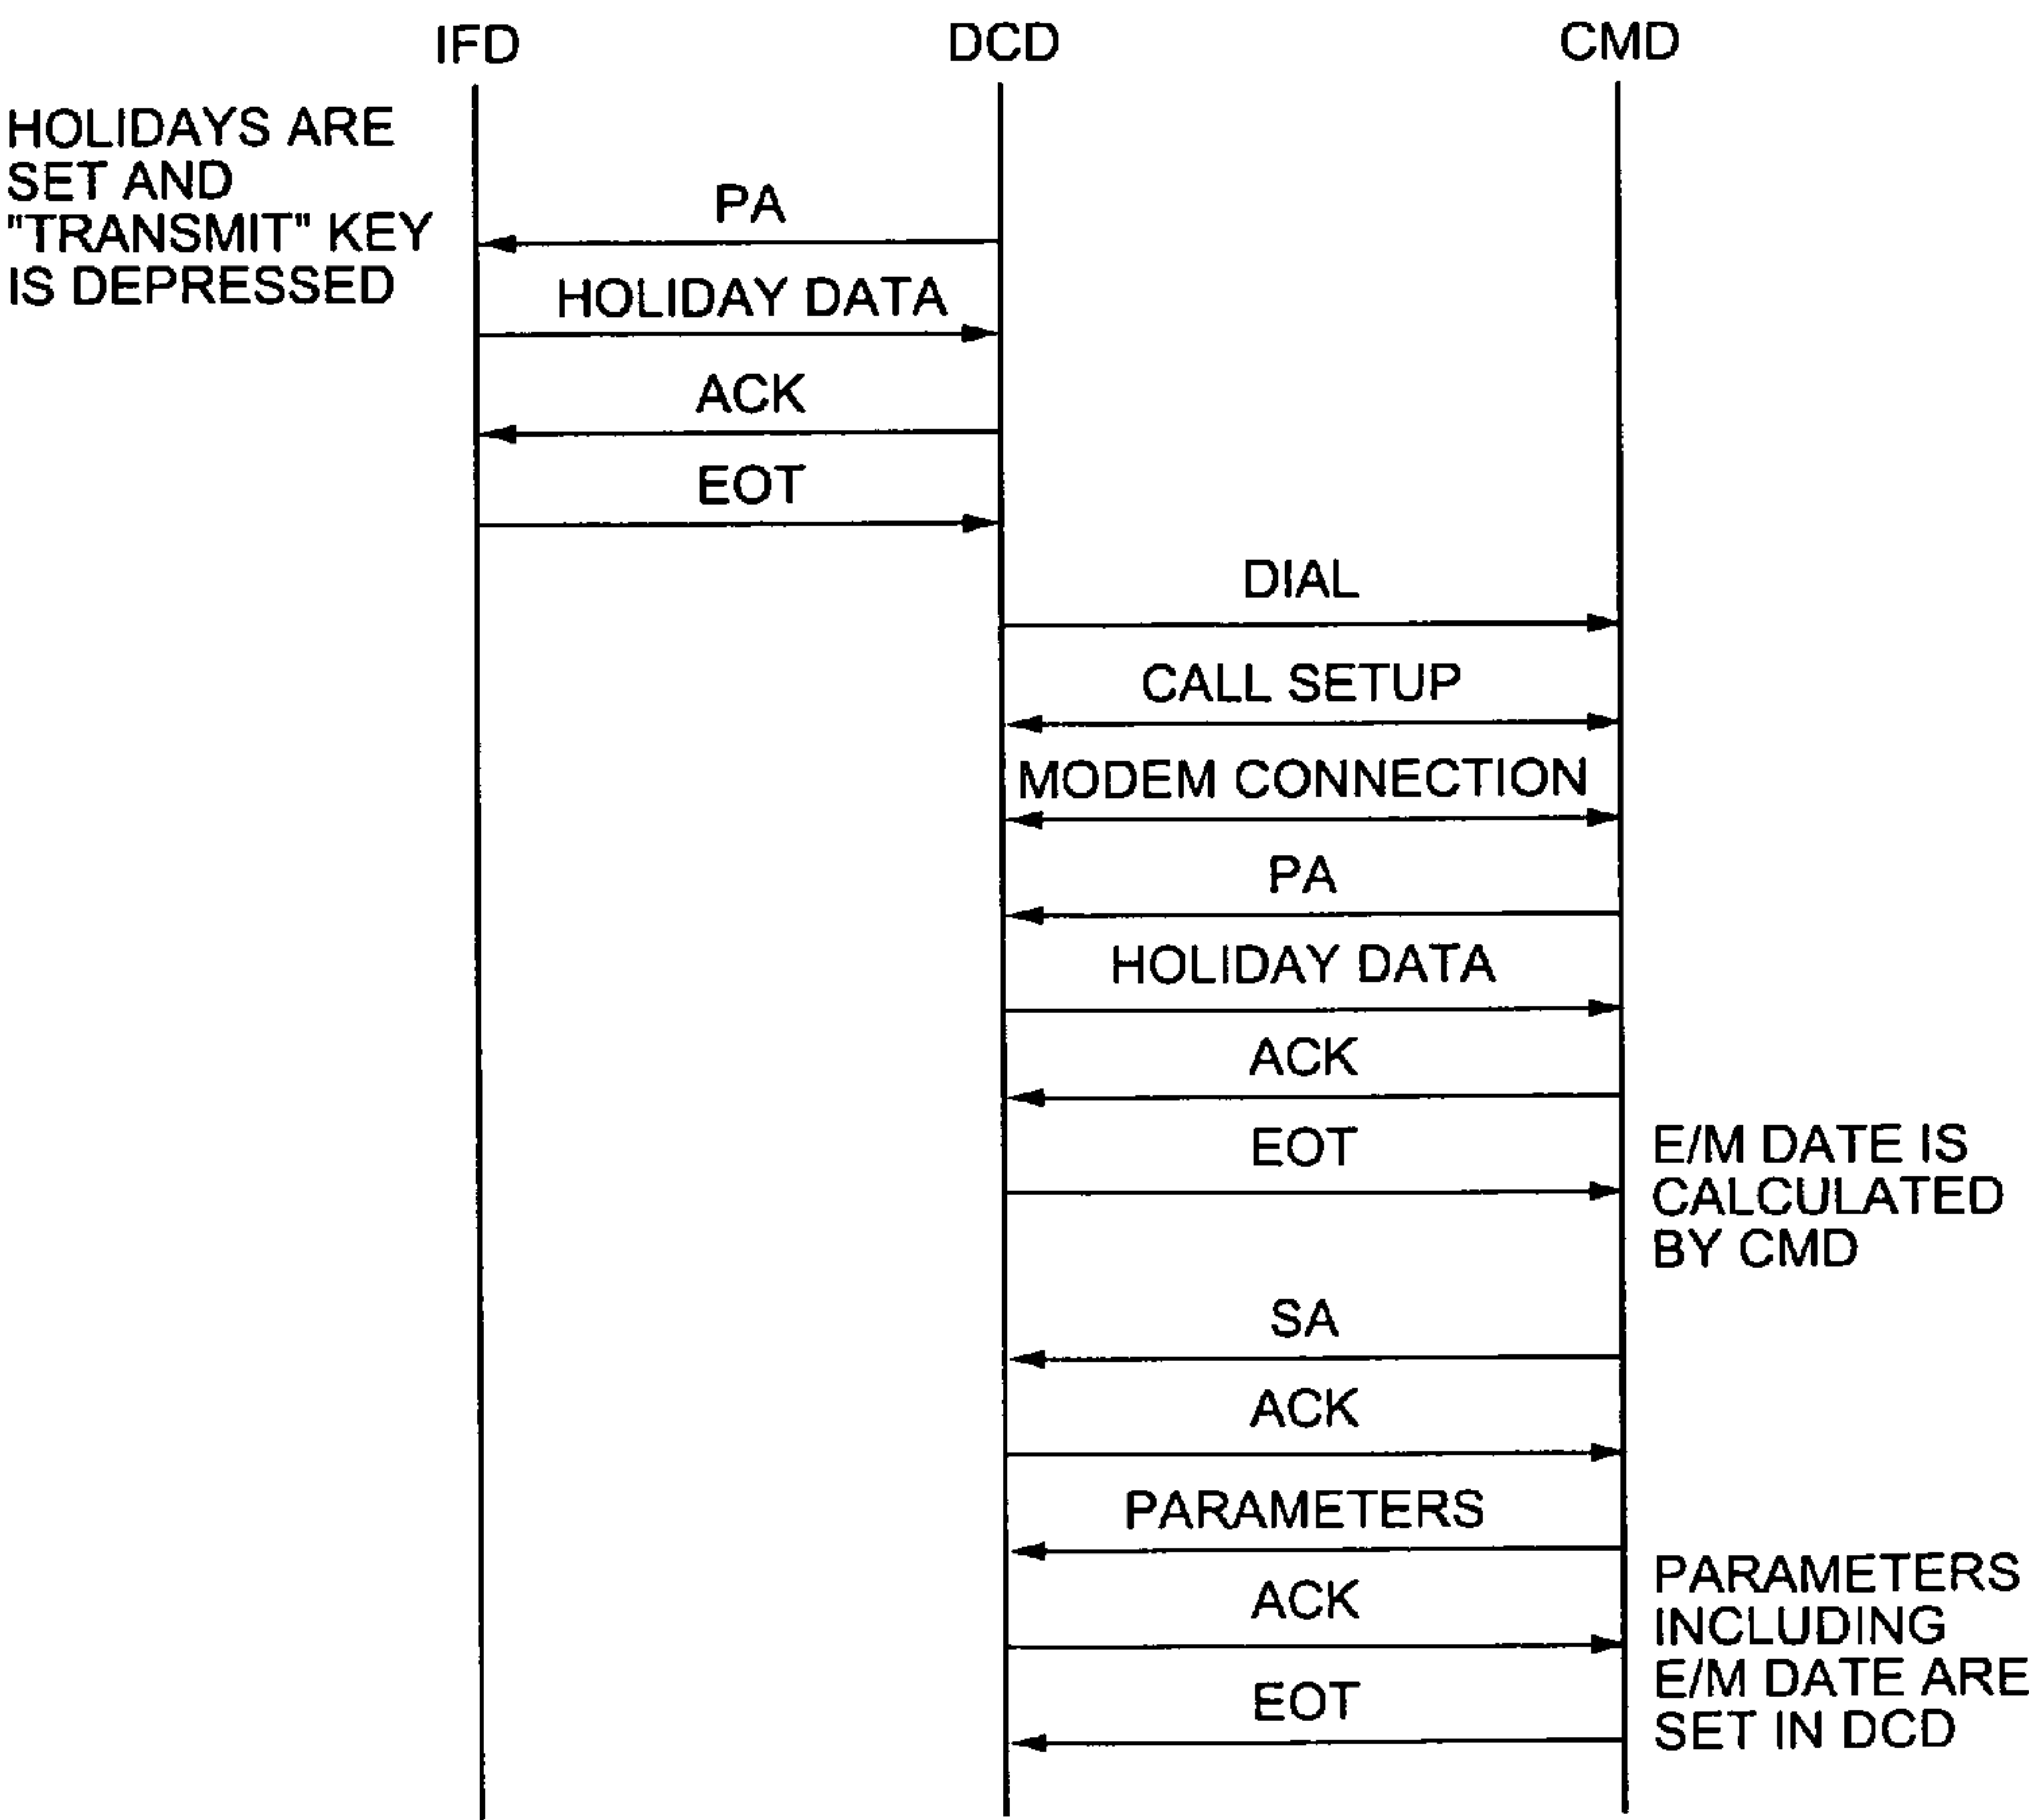 IFD
DCD
CMD
HOLIDAYS ARE
SET AND
"TRANSMIT" KEY
IS DEPRESSED
PA
HOLIDAY DATA
ACK
EOT
DIAL
CALL SETUP
MODEM CONNECTION
PA
HOLIDAY DATA
ACK
EOT
E/M DATE IS
CALCULATED
BY CMD
SA
ACK
PARAMETERS
ACK
EOT
PARAMETERS
INCLUDING
E/M DATE ARE
SET IN DCD